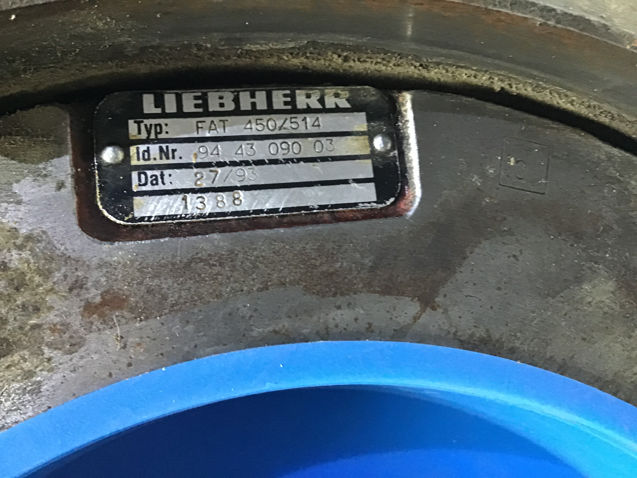 LIEBHERR
Typ: FAT 450/514
Id.Nr. 94 43 090 03
Dat: 27/93
1388